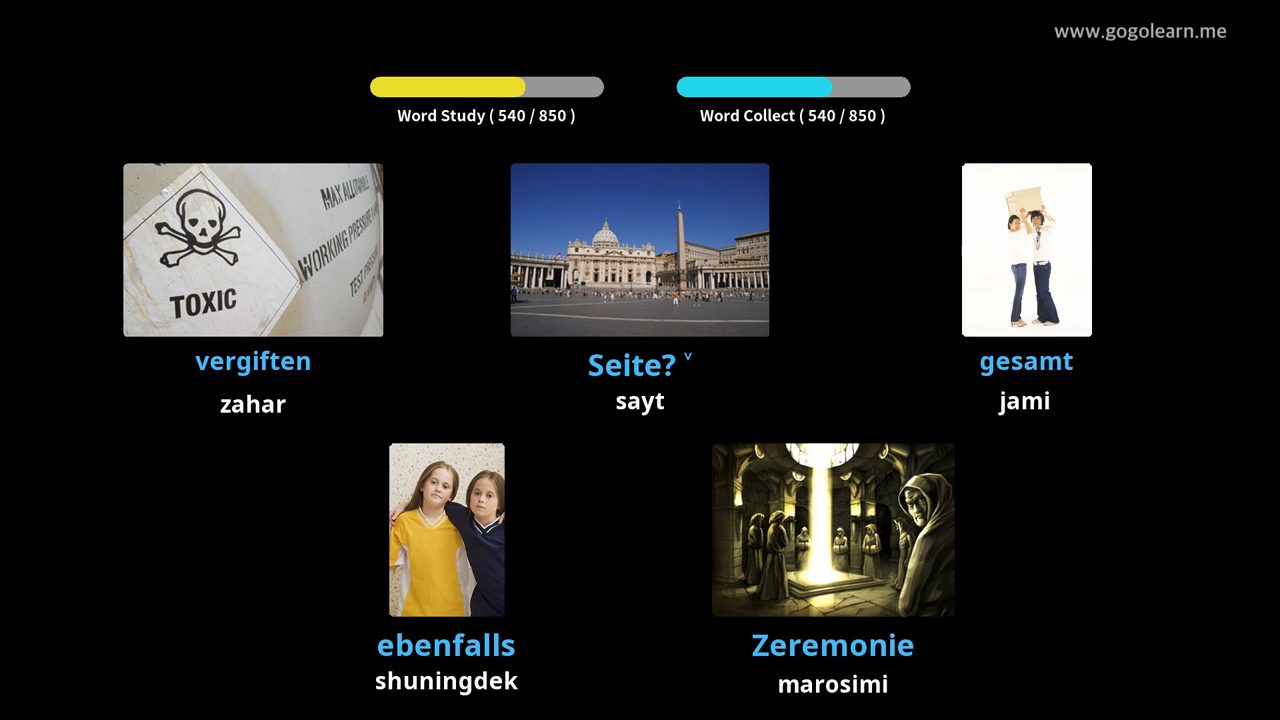 www.gogolearn.me
Word Study ( 540 / 850 )
Word Collect ( 540 / 850 )
TOXIC
MAX ALLOWABLE
WORKING PRESSURE
vergiften
zahar
Seite? ᵛ
sayt
gesamt
jami
ebenfalls
shuningdek
Zeremonie
marosimi